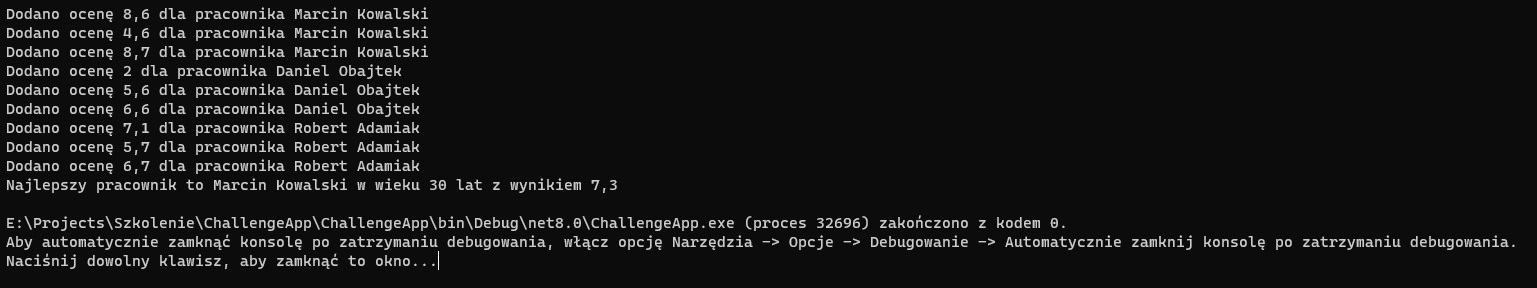 Dodano ocenę 8,6 dla pracownika Marcin Kowalski
Dodano ocenę 4,6 dla pracownika Marcin Kowalski
Dodano ocenę 8,7 dla pracownika Marcin Kowalski
Dodano ocenę 2 dla pracownika Daniel Obajtek
Dodano ocenę 5,6 dla pracownika Daniel Obajtek
Dodano ocenę 6,6 dla pracownika Daniel Obajtek
Dodano ocenę 7,1 dla pracownika Robert Adamiak
Dodano ocenę 5,7 dla pracownika Robert Adamiak
Dodano ocenę 6,7 dla pracownika Robert Adamiak
Najlepszy pracownik to Marcin Kowalski w wieku 30 lat z wynikiem 7,3
E:\Projects\Szkolenie\ChallengeApp\ChallengeApp\bin\Debug\net8.0\ChallengeApp.exe (proces 32696) zakończono z kodem 0.
Aby automatycznie zamknąć konsolę po zatrzymaniu debugowania, włącz opcję Narzędzia -> Opcje -> Debugowanie -> Automatycznie zamknij konsolę po zatrzymaniu debugowania.
Naciśnij dowolny klawisz, aby zamknąć to okno...